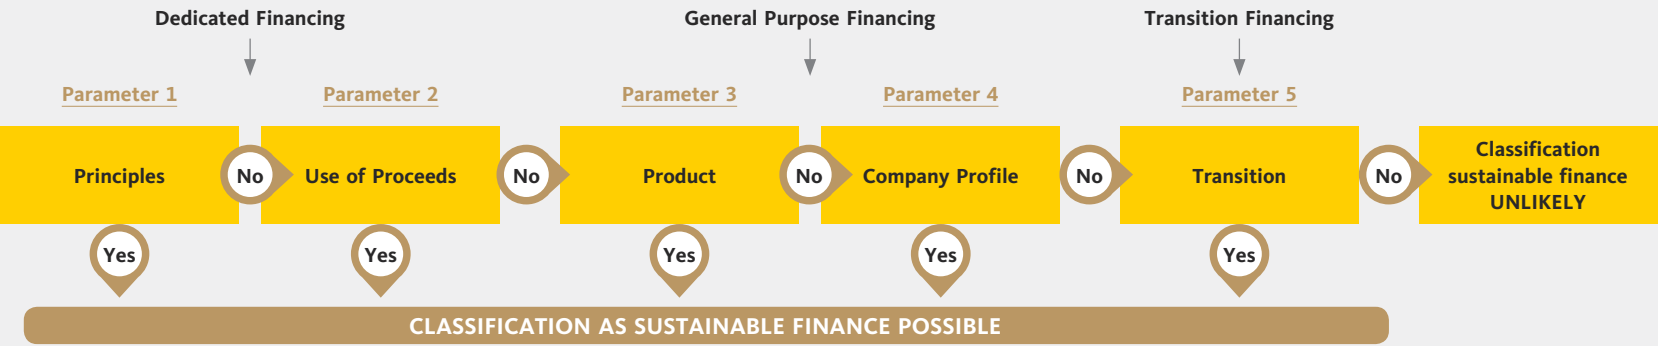 Dedicated Financing
General Purpose Financing
Transition Financing
Parameter 1
Parameter 2
Parameter 3
Parameter 4
Parameter 5
Principles
No
Use of Proceeds
No
Product
No
Company Profile
No
Transition
No
Classification
sustainable finance
UNLIKELY
Yes
Yes
Yes
Yes
Yes
CLASSIFICATION AS SUSTAINABLE FINANCE POSSIBLE